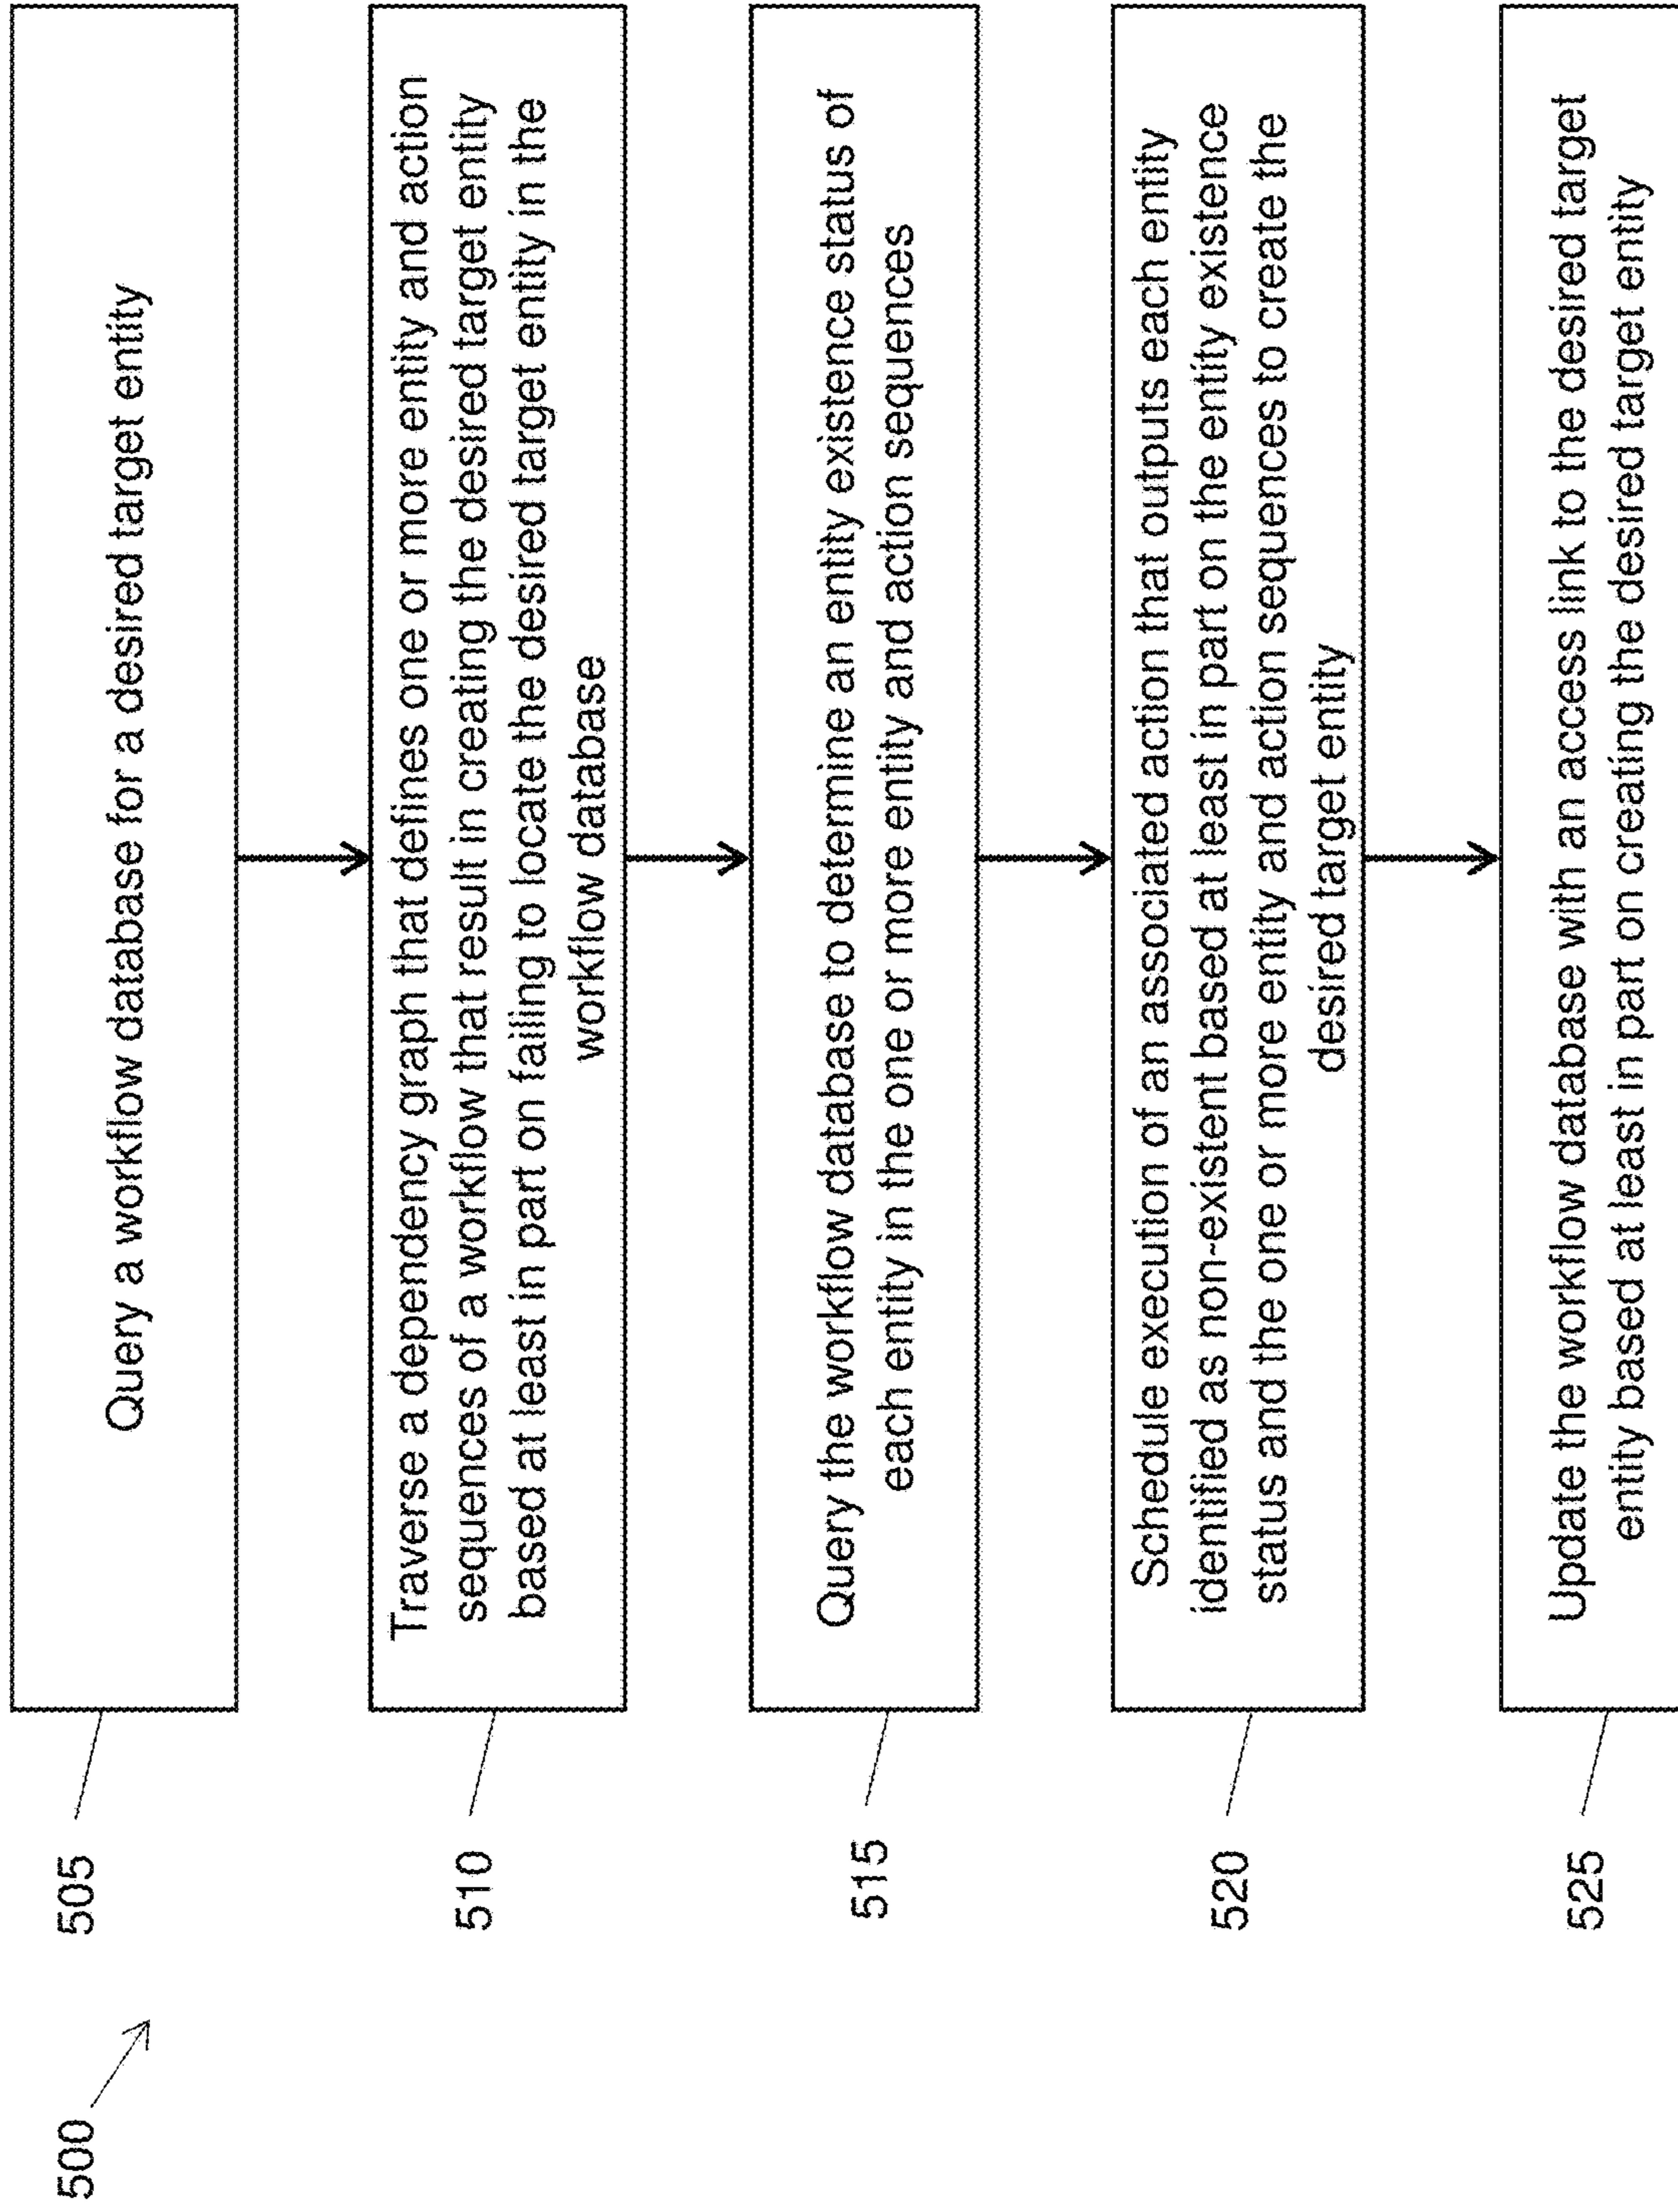 500
505
Query a workflow database for a desired target entity
510
Traverse a dependency graph that defines one or more entity and action
sequences of a workflow that result in creating the desired target entity
based at least in part on failing to locate the desired target entity in the
workflow database
515
Query the workflow database to determine an entity existence status of
each entity in the one or more entity and action sequences
520
Schedule execution of an associated action that outputs each entity
identified as non-existent based at least in part on the entity existence
status and the one or more entity and action sequences to create the
desired target entity
525
Update the workflow database with an access link to the desired target
entity based at least in part on creating the desired target entity